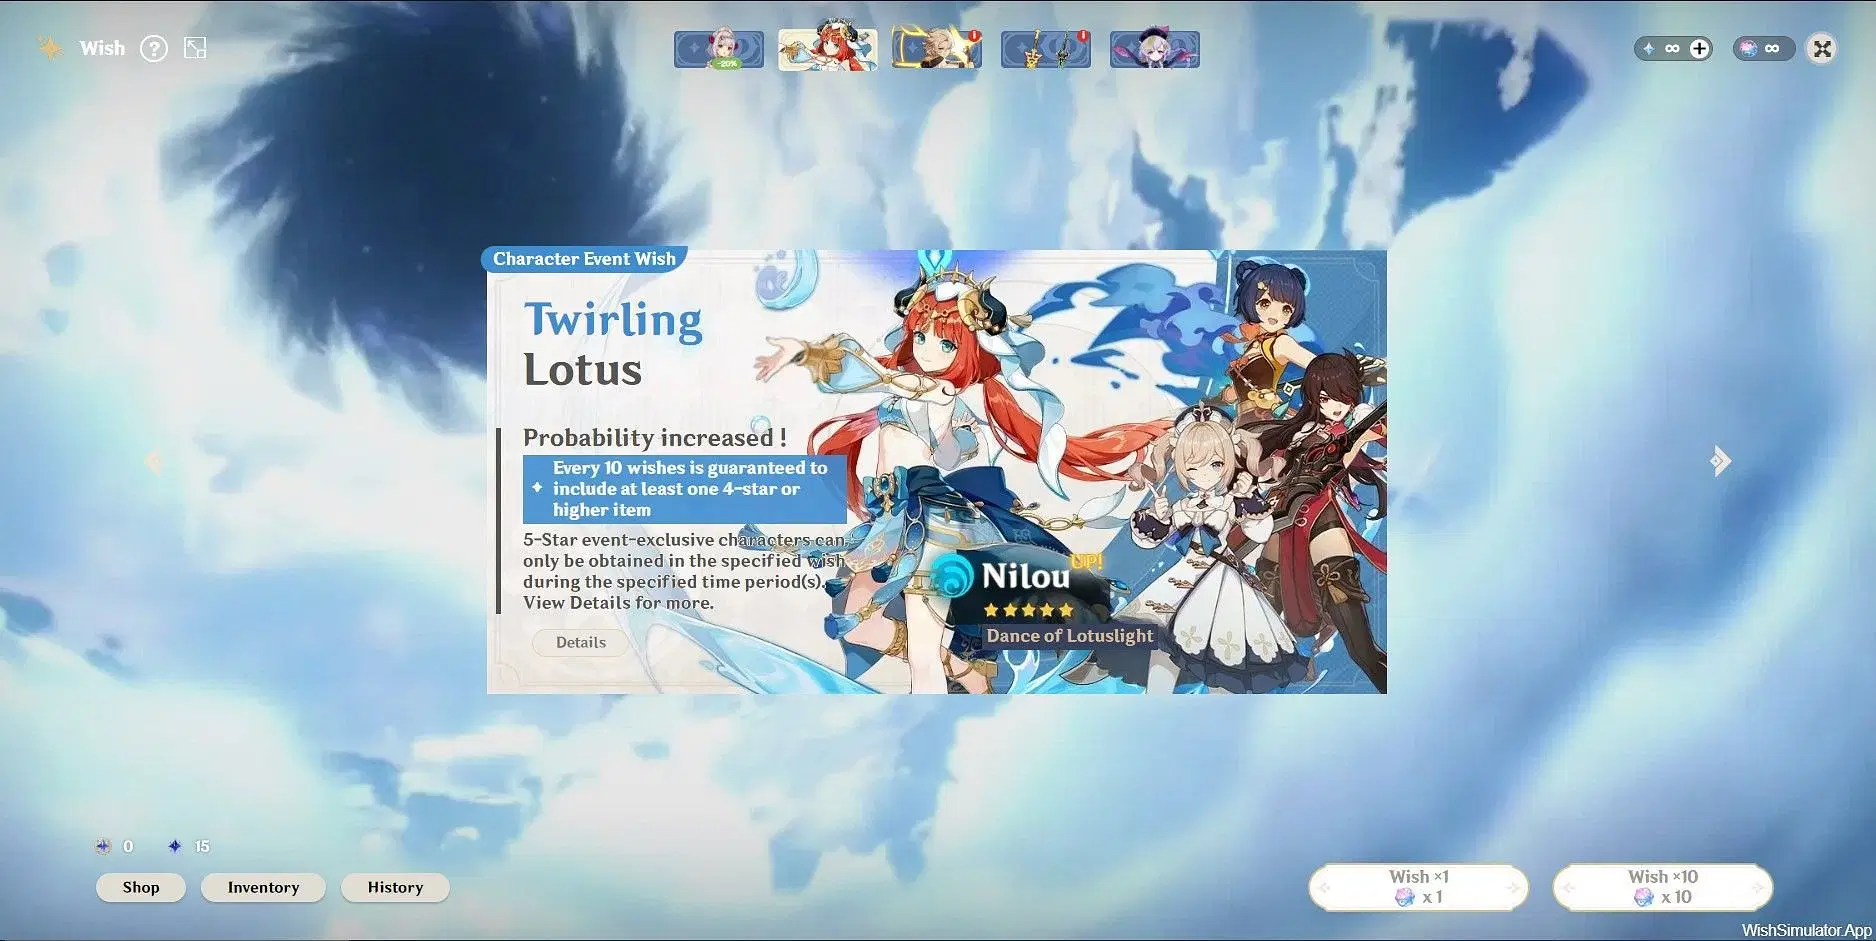 Wish ?
-20%
∞ +
∞
Character Event Wish
Twirling
Lotus
Probability increased !
Every 10 wishes is guaranteed to
include at least one 4-star or
higher item
5-Star event-exclusive characters can
only be obtained in the specified wish
during the specified time period(s).
View Details for more.
Details
UP!
Nilou
Dance of Lotuslight
0 15
Shop Inventory History
Wish ×1
x 1
Wish ×10
x 10
WishSimulator.App